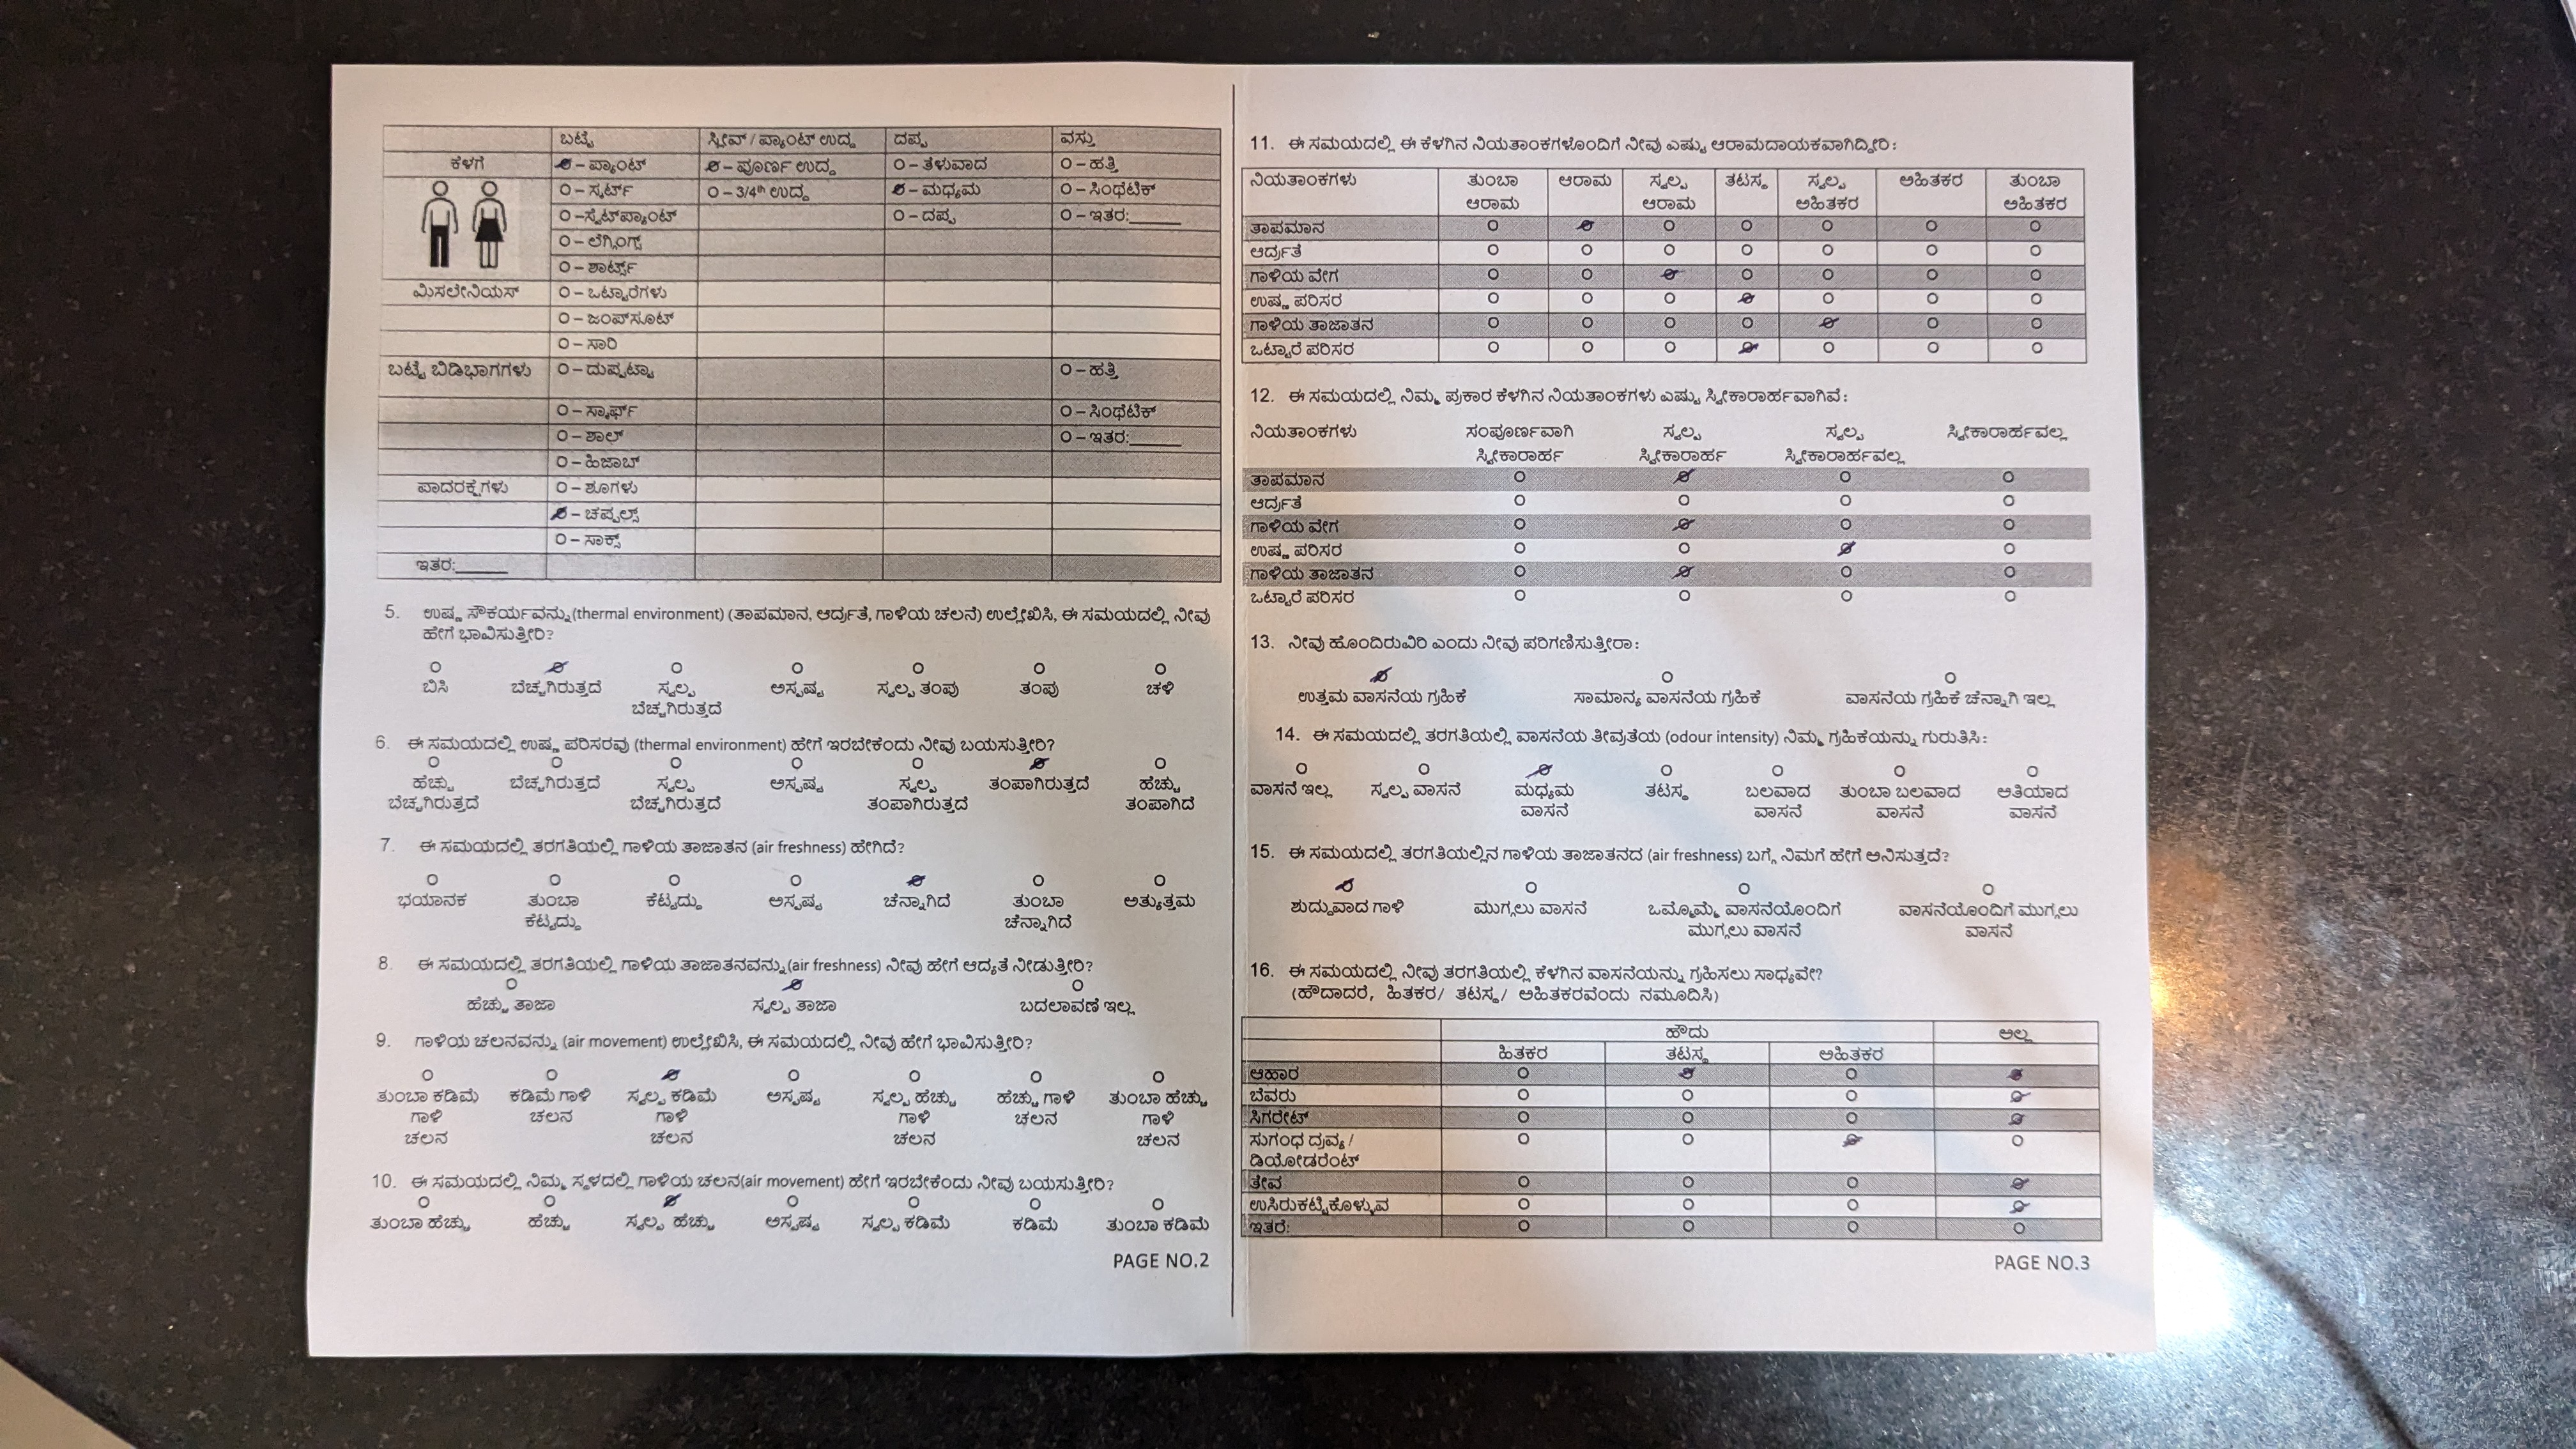 ಬಟ್ಟೆ ಸ್ಲೀವ್ / ಪ್ಯಾಂಟ್ ಉದ್ದ ದಪ್ಪ ವಸ್ತು
ಕೆಳಗೆ O – ಪ್ಯಾಂಟ್ O – ಪೂರ್ಣ ಉದ್ದ O – ತೆಳುವಾದ O – ಹತ್ತಿ
O – ಸ್ಕರ್ಟ್ O – 3/4th ಉದ್ದ O – ಮಧ್ಯಮ O – ಸಿಂಥೆಟಿಕ್
O –ಸ್ವೆಟ್‌ಪ್ಯಾಂಟ್ O – ದಪ್ಪ O – ಇತರ:______
O – ಲೆಗ್ಗಿಂಗ್ಸ್
O – ಶಾರ್ಟ್ಸ್
ಮಿಸಲೇನಿಯಸ್ O – ಒಟ್ಟಾರೆಗಳು
O – ಜಂಪ್‌ಸೂಟ್
O – ಸಾರಿ
ಬಟ್ಟೆ ಬಿಡಿಭಾಗಗಳು O – ದುಪ್ಪಟ್ಟಾ O – ಹತ್ತಿ
O – ಸ್ಕಾರ್ಫ್ O – ಸಿಂಥೆಟಿಕ್
O – ಶಾಲ್ O – ಇತರ:______
O – ಹಿಜಾಬ್
ಪಾದರಕ್ಷೆಗಳು O – ಶೂಗಳು
O – ಚಪ್ಪಲ್ಸ್
O – ಸಾಕ್ಸ್
ಇತರ:______
5. ಉಷ್ಣ ಸೌಕರ್ಯವನ್ನು(thermal environment) (ತಾಪಮಾನ, ಆರ್ದ್ರತೆ, ಗಾಳಿಯ ಚಲನೆ) ಉಲ್ಲೇಖಿಸಿ, ಈ ಸಮಯದಲ್ಲಿ ನೀವು
ಹೇಗೆ ಭಾವಿಸುತ್ತೀರಿ?
O O O O O O O
ಬಿಸಿ ಬೆಚ್ಚಗಿರುತ್ತದೆ ಸ್ವಲ್ಪ ಅಸ್ಪಷ್ಟ ಸ್ವಲ್ಪ ತಂಪು ತಂಪು ಚಳಿ
ಬೆಚ್ಚಗಿರುತ್ತದೆ
6. ಈ ಸಮಯದಲ್ಲಿ ಉಷ್ಣ ಪರಿಸರವು (thermal environment) ಹೇಗೆ ಇರಬೇಕೆಂದು ನೀವು ಬಯಸುತ್ತೀರಿ?
O O O O O O O
ಹೆಚ್ಚು ಬೆಚ್ಚಗಿರುತ್ತದೆ ಸ್ವಲ್ಪ ಅಸ್ಪಷ್ಟ ಸ್ವಲ್ಪ ತಂಪಾಗಿರುತ್ತದೆ ಹೆಚ್ಚು
ಬೆಚ್ಚಗಿರುತ್ತದೆ ಬೆಚ್ಚಗಿರುತ್ತದೆ ತಂಪಾಗಿರುತ್ತದೆ ತಂಪಾಗಿದೆ
7. ಈ ಸಮಯದಲ್ಲಿ ತರಗತಿಯಲ್ಲಿ ಗಾಳಿಯ ತಾಜಾತನ (air freshness) ಹೇಗಿದೆ?
O O O O O O O
ಭಯಾನಕ ತುಂಬಾ ಕೆಟ್ಟದ್ದು ಅಸ್ಪಷ್ಟ ಚೆನ್ನಾಗಿದೆ ತುಂಬಾ ಅತ್ಯುತ್ತಮ
ಕೆಟ್ಟದ್ದು ಚೆನ್ನಾಗಿದೆ
8. ಈ ಸಮಯದಲ್ಲಿ ತರಗತಿಯಲ್ಲಿ ಗಾಳಿಯ ತಾಜಾತನವನ್ನು(air freshness) ನೀವು ಹೇಗೆ ಆದ್ಯತೆ ನೀಡುತ್ತೀರಿ?
O O O
ಹೆಚ್ಚು ತಾಜಾ ಸ್ವಲ್ಪ ತಾಜಾ ಬದಲಾವಣೆ ಇಲ್ಲ
9. ಗಾಳಿಯ ಚಲನವನ್ನು (air movement) ಉಲ್ಲೇಖಿಸಿ, ಈ ಸಮಯದಲ್ಲಿ ನೀವು ಹೇಗೆ ಭಾವಿಸುತ್ತೀರಿ?
O O O O O O O
ತುಂಬಾ ಕಡಿಮೆ ಕಡಿಮೆ ಗಾಳಿ ಸ್ವಲ್ಪ ಕಡಿಮೆ ಅಸ್ಪಷ್ಟ ಸ್ವಲ್ಪ ಹೆಚ್ಚು ಹೆಚ್ಚು ಗಾಳಿ ತುಂಬಾ ಹೆಚ್ಚು
ಗಾಳಿ ಚಲನ ಗಾಳಿ ಗಾಳಿ ಚಲನ ಗಾಳಿ
ಚಲನ ಚಲನ ಚಲನ ಚಲನ
10. ಈ ಸಮಯದಲ್ಲಿ ನಿಮ್ಮ ಸ್ಥಳದಲ್ಲಿ ಗಾಳಿಯ ಚಲನ(air movement) ಹೇಗೆ ಇರಬೇಕೆಂದು ನೀವು ಬಯಸುತ್ತೀರಿ?
O O O O O O O
ತುಂಬಾ ಹೆಚ್ಚು ಹೆಚ್ಚು ಸ್ವಲ್ಪ ಹೆಚ್ಚು ಅಸ್ಪಷ್ಟ ಸ್ವಲ್ಪ ಕಡಿಮೆ ಕಡಿಮೆ ತುಂಬಾ ಕಡಿಮೆ
PAGE NO.2
11. ಈ ಸಮಯದಲ್ಲಿ ಈ ಕೆಳಗಿನ ನಿಯತಾಂಕಗಳೊಂದಿಗೆ ನೀವು ಎಷ್ಟು ಆರಾಮದಾಯಕವಾಗಿದ್ದೀರಿ:
ನಿಯತಾಂಕಗಳು ತುಂಬಾ ಆರಾಮ ಸ್ವಲ್ಪ ತಟಸ್ಥ ಸ್ವಲ್ಪ ಅಹಿತಕರ ತುಂಬಾ
ಆರಾಮ ಆರಾಮ ಅಹಿತಕರ ಅಹಿತಕರ
ತಾಪಮಾನ O O O O O O O
ಆರ್ದ್ರತೆ O O O O O O O
ಗಾಳಿಯ ವೇಗ O O O O O O O
ಉಷ್ಣ ಪರಿಸರ O O O O O O O
ಗಾಳಿಯ ತಾಜಾತನ O O O O O O O
ಒಟ್ಟಾರೆ ಪರಿಸರ O O O O O O O
12. ಈ ಸಮಯದಲ್ಲಿ ನಿಮ್ಮ ಪ್ರಕಾರ ಕೆಳಗಿನ ನಿಯತಾಂಕಗಳು ಎಷ್ಟು ಸ್ವೀಕಾರಾರ್ಹವಾಗಿವೆ:
ನಿಯತಾಂಕಗಳು ಸಂಪೂರ್ಣವಾಗಿ ಸ್ವಲ್ಪ ಸ್ವಲ್ಪ ಸ್ವೀಕಾರಾರ್ಹವಲ್ಲ
ಸ್ವೀಕಾರಾರ್ಹ ಸ್ವೀಕಾರಾರ್ಹ ಸ್ವೀಕಾರಾರ್ಹವಲ್ಲ
ತಾಪಮಾನ O O O O
ಆರ್ದ್ರತೆ O O O O
ಗಾಳಿಯ ವೇಗ O O O O
ಉಷ್ಣ ಪರಿಸರ O O O O
ಗಾಳಿಯ ತಾಜಾತನ O O O O
ಒಟ್ಟಾರೆ ಪರಿಸರ O O O O
13. ನೀವು ಹೊಂದಿರುವಿರಿ ಎಂದು ನೀವು ಪರಿಗಣಿಸುತ್ತೀರಾ:
O O O
ಉತ್ತಮ ವಾಸನೆಯ ಗ್ರಹಿಕೆ ಸಾಮಾನ್ಯ ವಾಸನೆಯ ಗ್ರಹಿಕೆ ವಾಸನೆಯ ಗ್ರಹಿಕೆ ಚೆನ್ನಾಗಿ ಇಲ್ಲ
14. ಈ ಸಮಯದಲ್ಲಿ ತರಗತಿಯಲ್ಲಿ ವಾಸನೆಯ ತೀವ್ರತೆಯ (odour intensity) ನಿಮ್ಮ ಗ್ರಹಿಕೆಯನ್ನು ಗುರುತಿಸಿ:
O O O O O O O
ವಾಸನೆ ಇಲ್ಲ ಸ್ವಲ್ಪ ವಾಸನೆ ಮಧ್ಯಮ ತಟಸ್ಥ ಬಲವಾದ ತುಂಬಾ ಬಲವಾದ ಅತಿಯಾದ
ವಾಸನೆ ವಾಸನೆ ವಾಸನೆ ವಾಸನೆ
15. ಈ ಸಮಯದಲ್ಲಿ ತರಗತಿಯಲ್ಲಿನ ಗಾಳಿಯ ತಾಜಾತನದ (air freshness) ಬಗ್ಗೆ ನಿಮಗೆ ಹೇಗೆ ಅನಿಸುತ್ತದೆ?
O O O O
ಶುದ್ದುವಾದ ಗಾಳಿ ಮುಗ್ಗಲು ವಾಸನೆ ಒಮ್ಮೊಮ್ಮೆ ವಾಸನೆಯೊಂದಿಗೆ ವಾಸನೆಯೊಂದಿಗೆ ಮುಗ್ಗಲು
ಮುಗ್ಗಲು ವಾಸನೆ ವಾಸನೆ
16. ಈ ಸಮಯದಲ್ಲಿ ನೀವು ತರಗತಿಯಲ್ಲಿ ಕೆಳಗಿನ ವಾಸನೆಯನ್ನು ಗ್ರಹಿಸಲು ಸಾಧ್ಯವೇ?
(ಹೌದಾದರೆ, ಹಿತಕರ/ ತಟಸ್ಥ/ ಅಹಿತಕರವೆಂದು ನಮೂದಿಸಿ)
ಹೌದು ಅಲ್ಲ
ಹಿತಕರ ತಟಸ್ಥ ಅಹಿತಕರ
ಆಹಾರ O O O O
ಬೆವರು O O O O
ಸಿಗರೇಟ್ O O O O
ಸುಗಂಧ ದ್ರವ್ಯ / O O O O
ಡಿಯೋಡರೆಂಟ್
ತೇವ O O O O
ಉಸಿರುಕಟ್ಟಿಕೊಳ್ಳುವ O O O O
ಇತರೆ: O O O O
PAGE NO.3